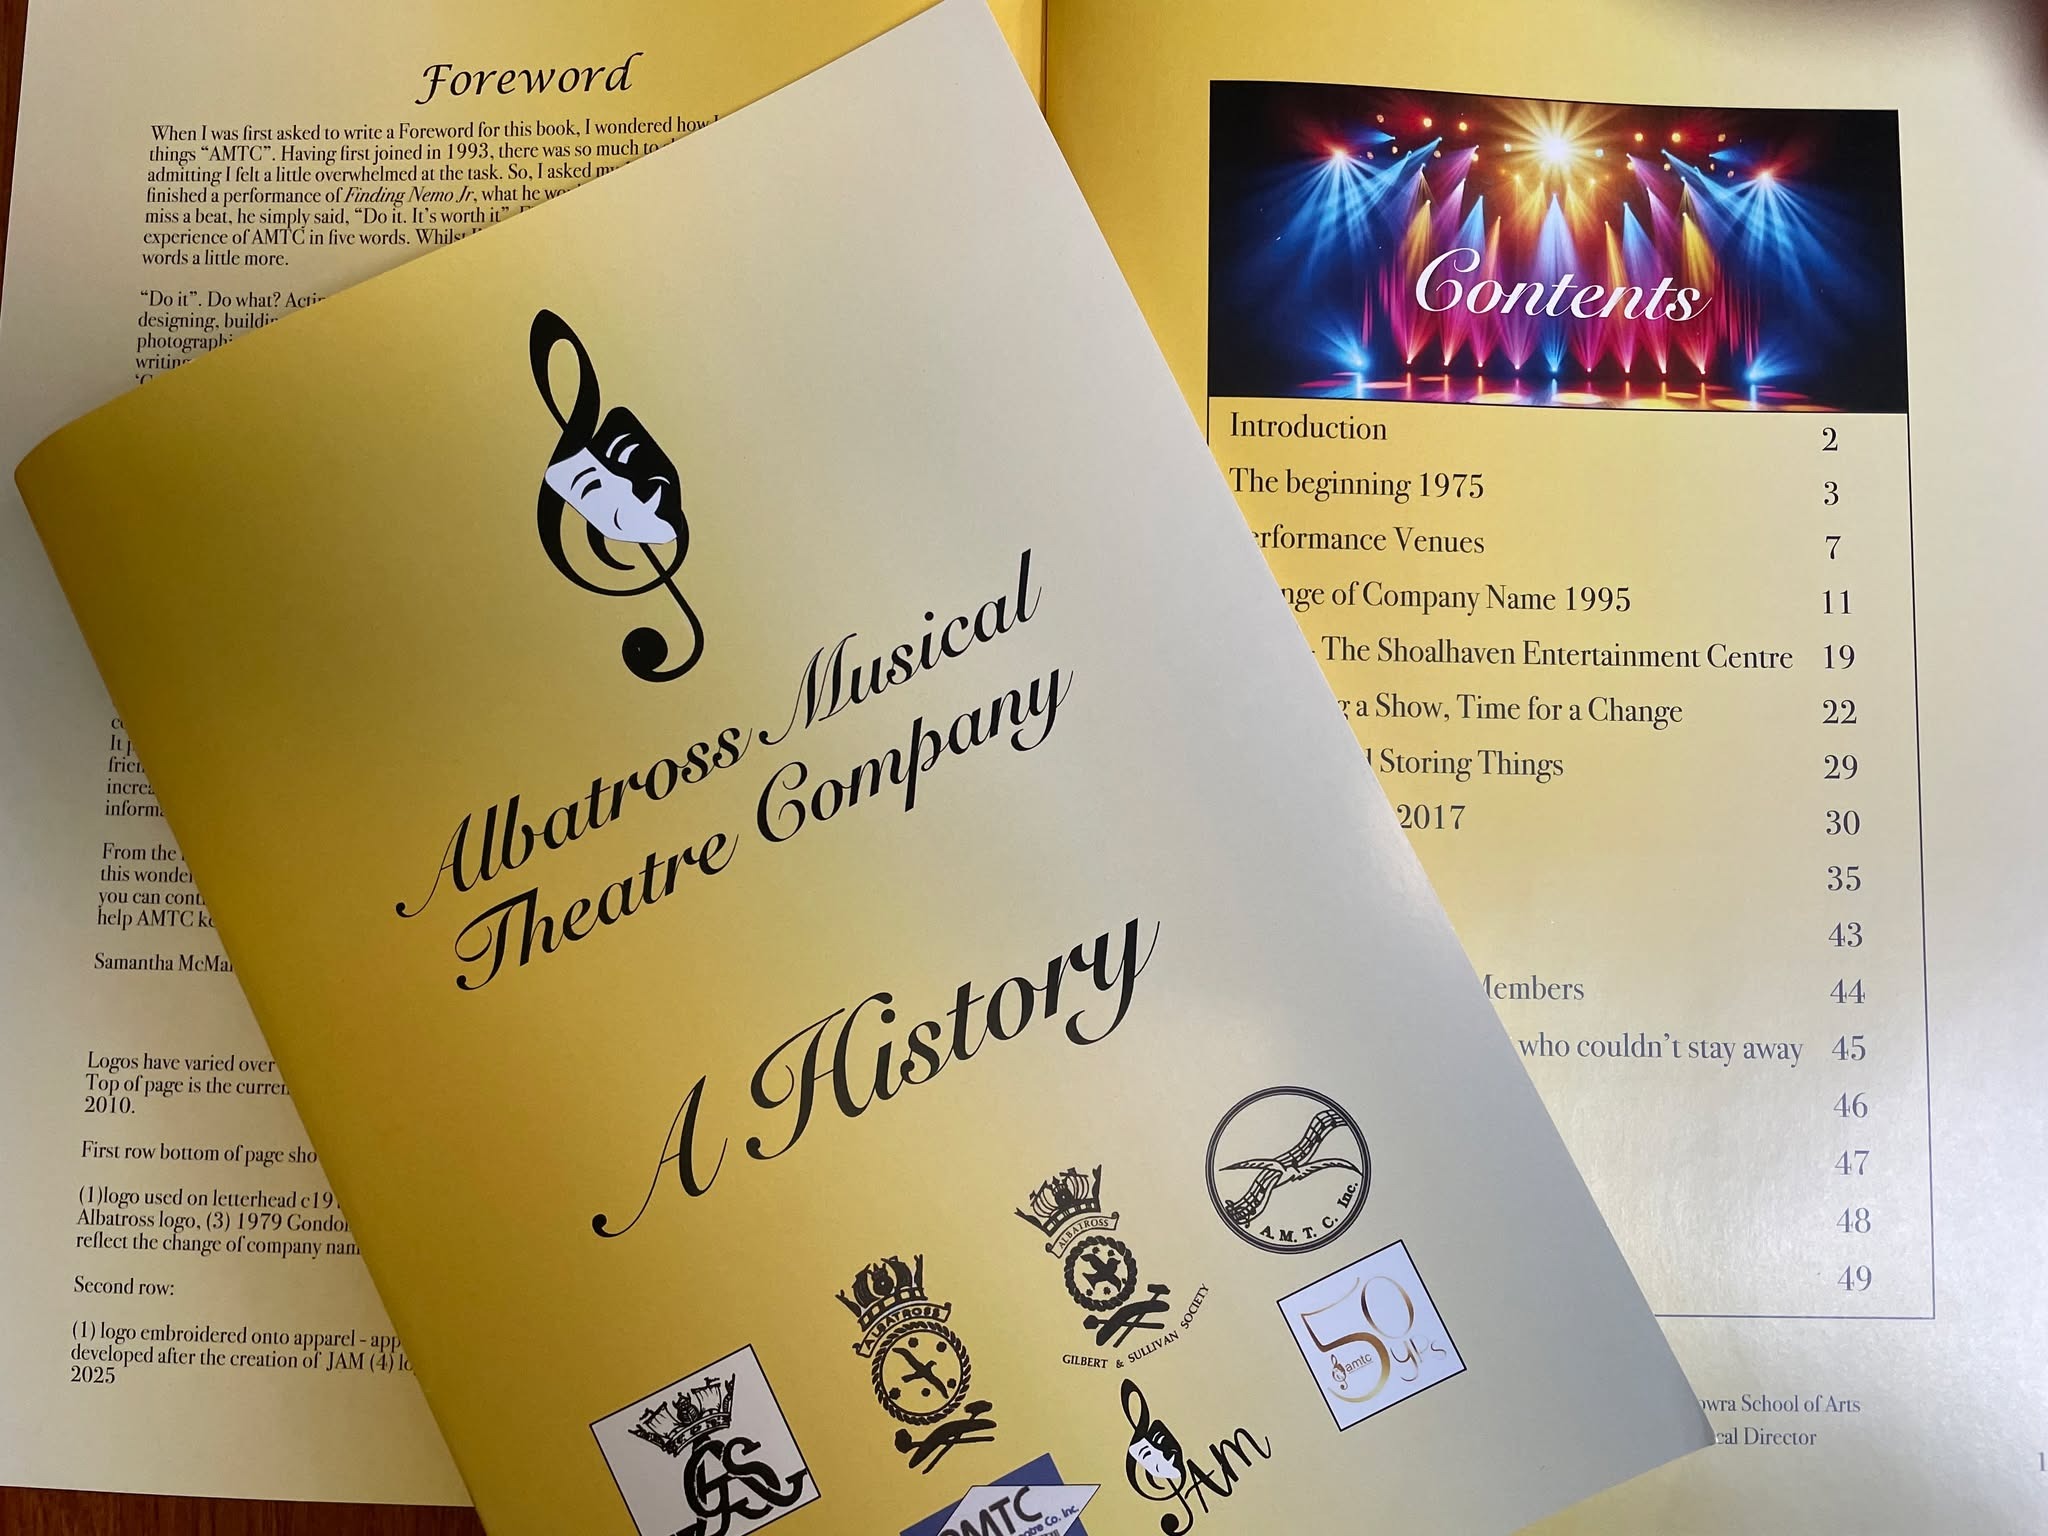 Foreword
When I was first asked to write a Foreword for this book, I wondered how
things “AMTC”. Having first joined in 1993, there was so much to
admitting I felt a little overwhelmed at the task. So, I asked
finished a performance of Finding Nemo Jr, what he
miss a beat, he simply said, “Do it. It’s worth it”.
experience of AMTC in five words.
words a little more.
“Do it”. Do what?
designing,
It
From the
this
you can
help AMTC
Samantha
Logos have varied over
Top of page is the
2010.
First row bottom of page
(1)logo used on letterhead
Albatross logo, (3) 1979
reflect the change of company
Second row:
(1) logo embroidered onto apparel -
developed after the creation of JAM (4)
2025
Albatross Musical
Theatre Company
A History
A. M. T. C. Inc.
ALBATROSS
GILBERT & SULLIVAN SOCIETY
ALBATROSS
50
amtc
yrs
JAM
Co. Inc.
Contents
Introduction 2
The beginning 1975 3
Venues 7
of Company Name 1995 11
- The Shoalhaven Entertainment Centre 19
a Show, Time for a Change 22
Storing Things 29
2017 30
35
43
Members 44
who couldn’t stay away 45
46
47
48
49
School of Arts
Director